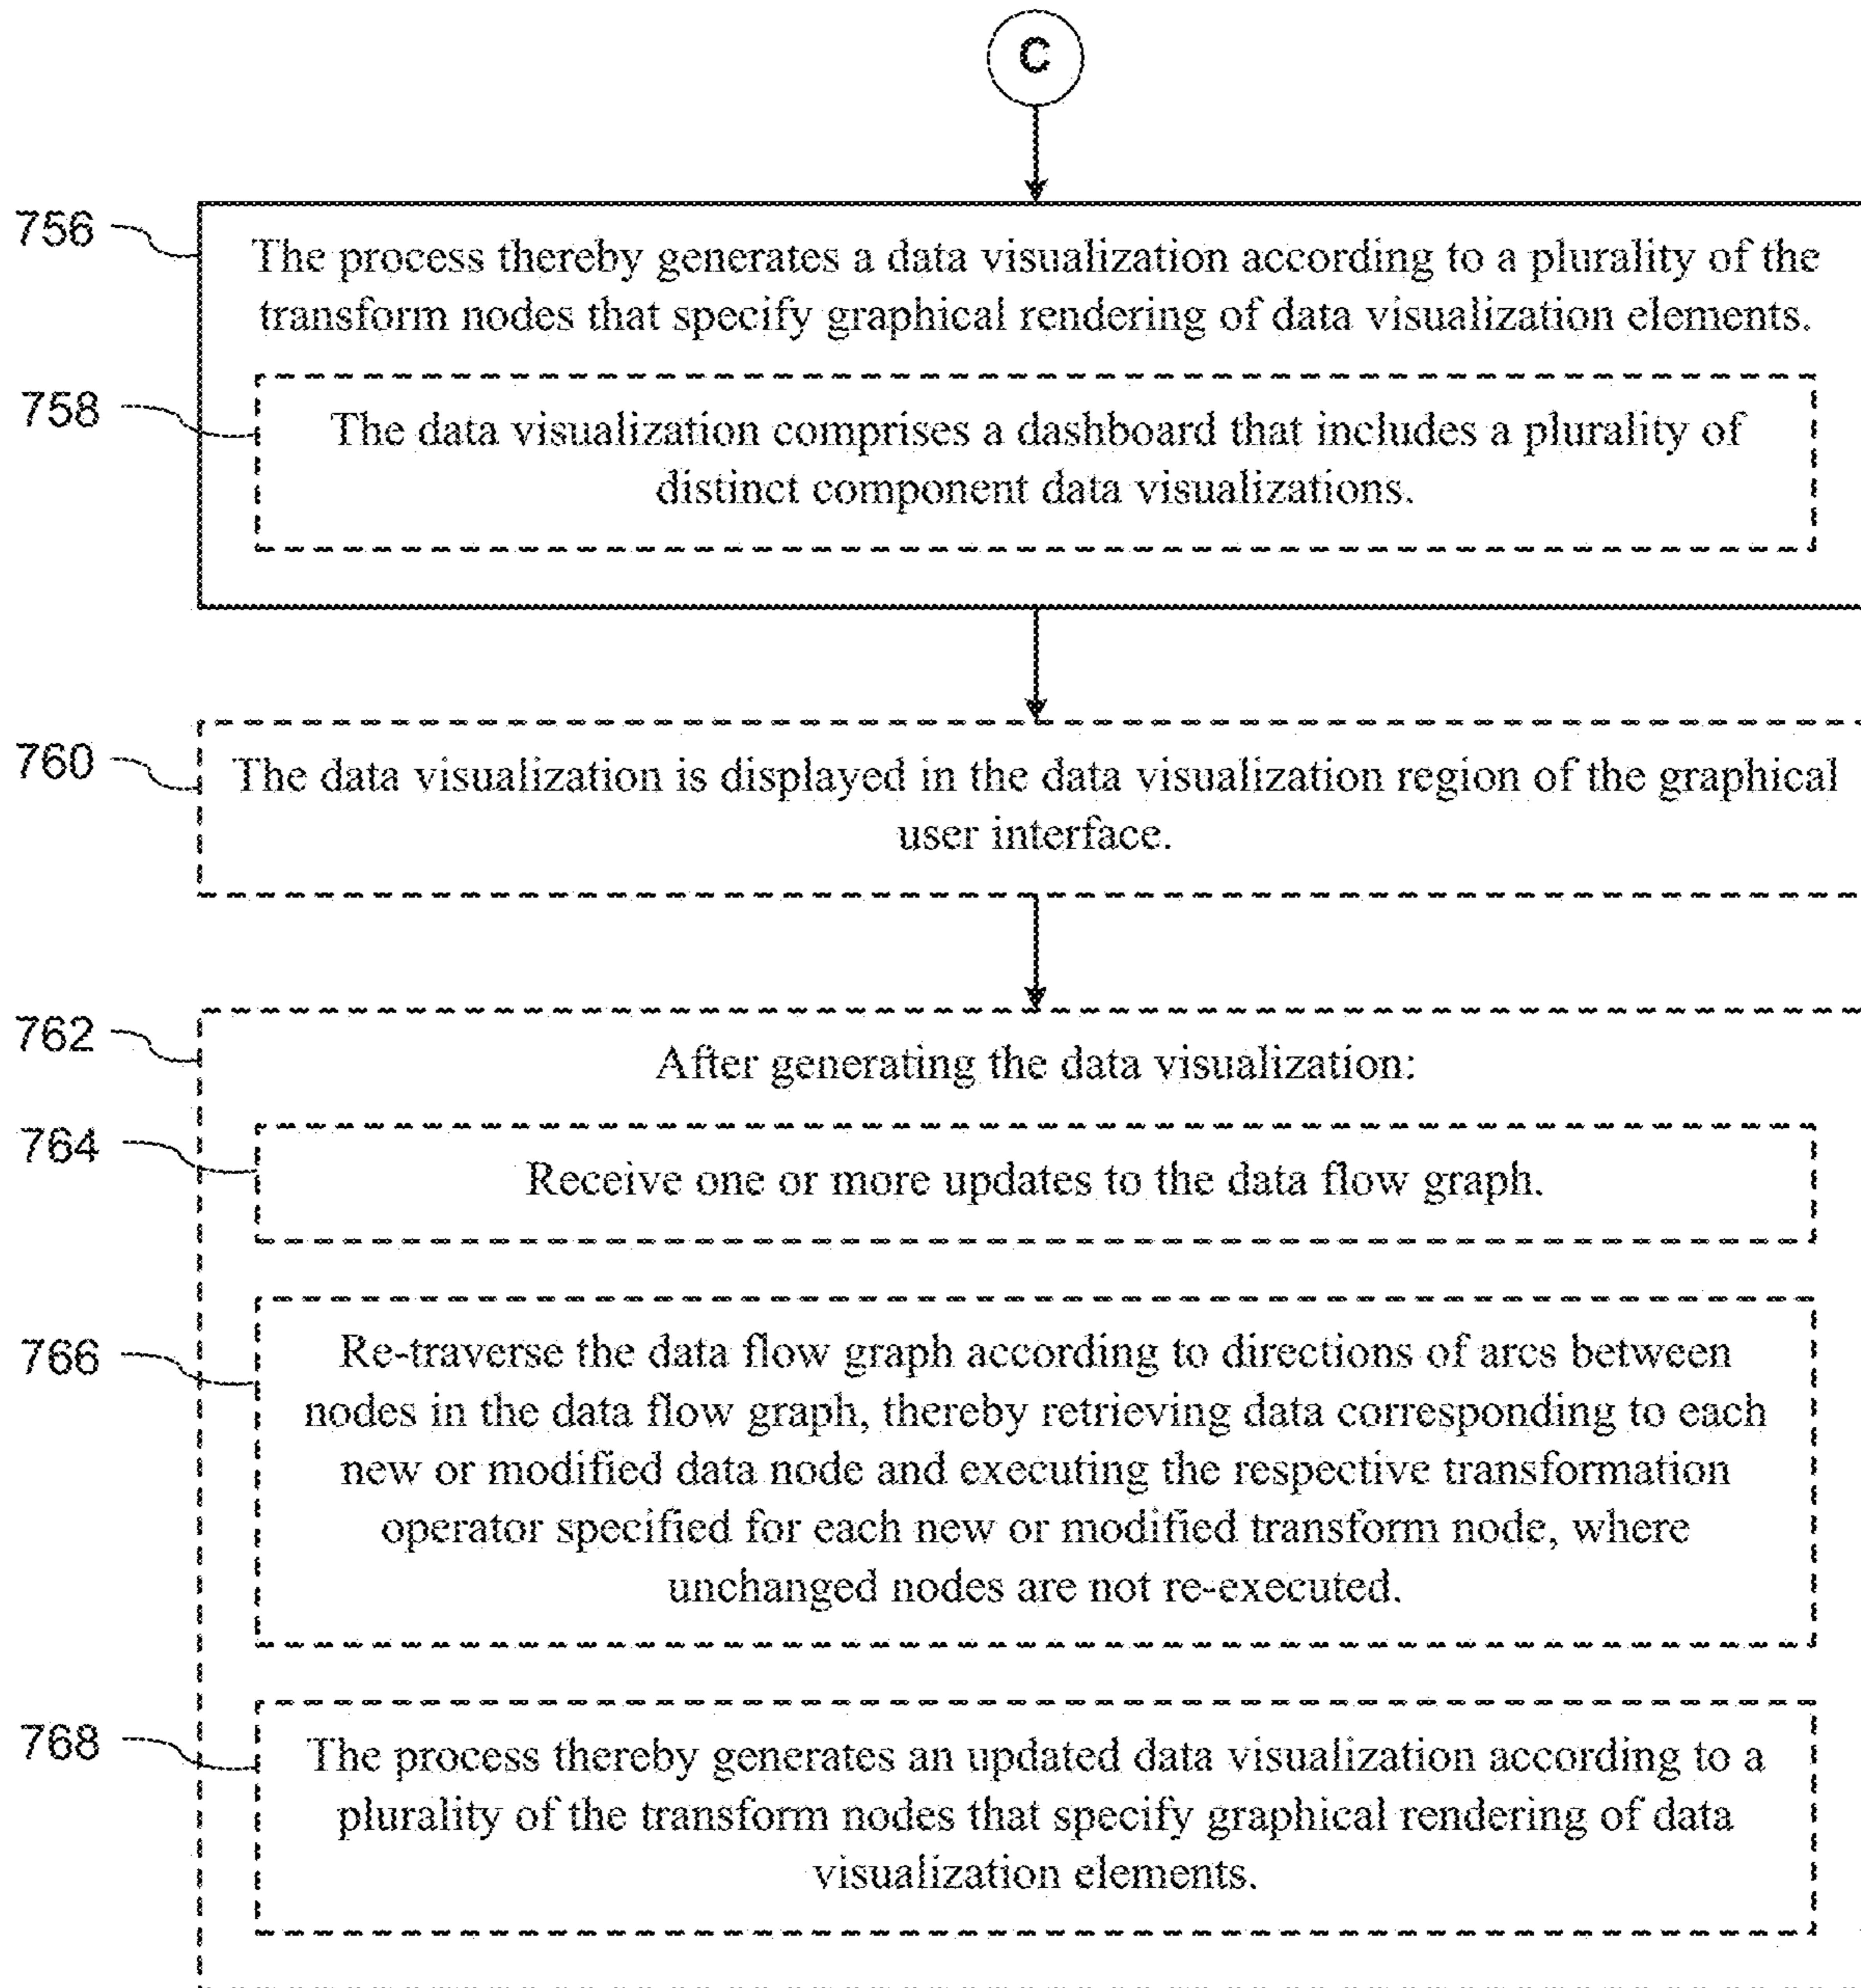 C
756
The process thereby generates a data visualization according to a plurality of the
transform nodes that specify graphical rendering of data visualization elements.
758
The data visualization comprises a dashboard that includes a plurality of
distinct component data visualizations.
760
The data visualization is displayed in the data visualization region of the graphical
user interface.
762
After generating the data visualization:
764
Receive one or more updates to the data flow graph.
766
Re-traverse the data flow graph according to directions of arcs between
nodes in the data flow graph, thereby retrieving data corresponding to each
new or modified data node and executing the respective transformation
operator specified for each new or modified transform node, where
unchanged nodes are not re-executed.
768
The process thereby generates an updated data visualization according to a
plurality of the transform nodes that specify graphical rendering of data
visualization elements.